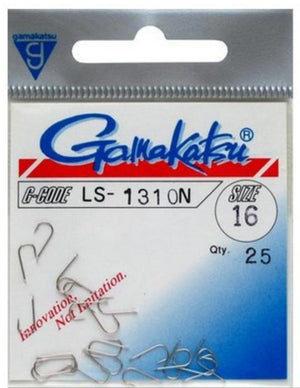 gamakatsu
g
Gamakatsu®
G-CODE LS-1310N
SIZE
16
Qty. 25
Innovation,
Not Imitation.